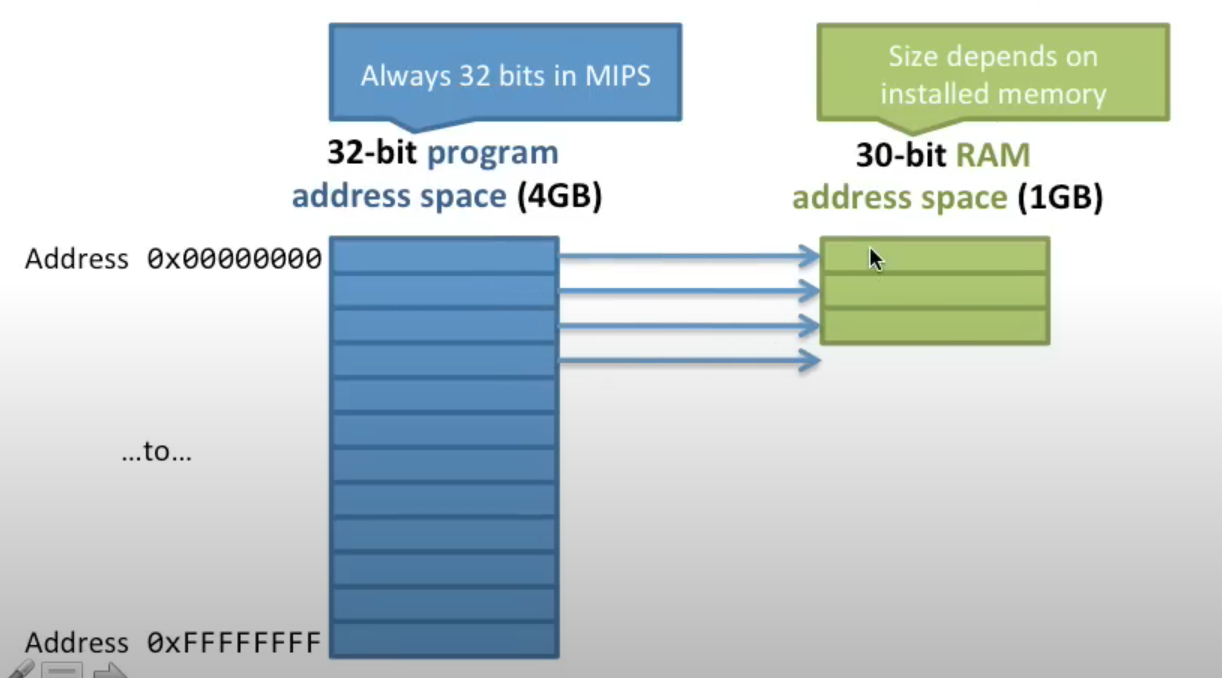 Always 32 bits in MIPS
Size depends on
installed memory
32-bit program
address space (4GB)
30-bit RAM
address space (1GB)
Address 0x00000000
…to…
Address 0xFFFFFFFF